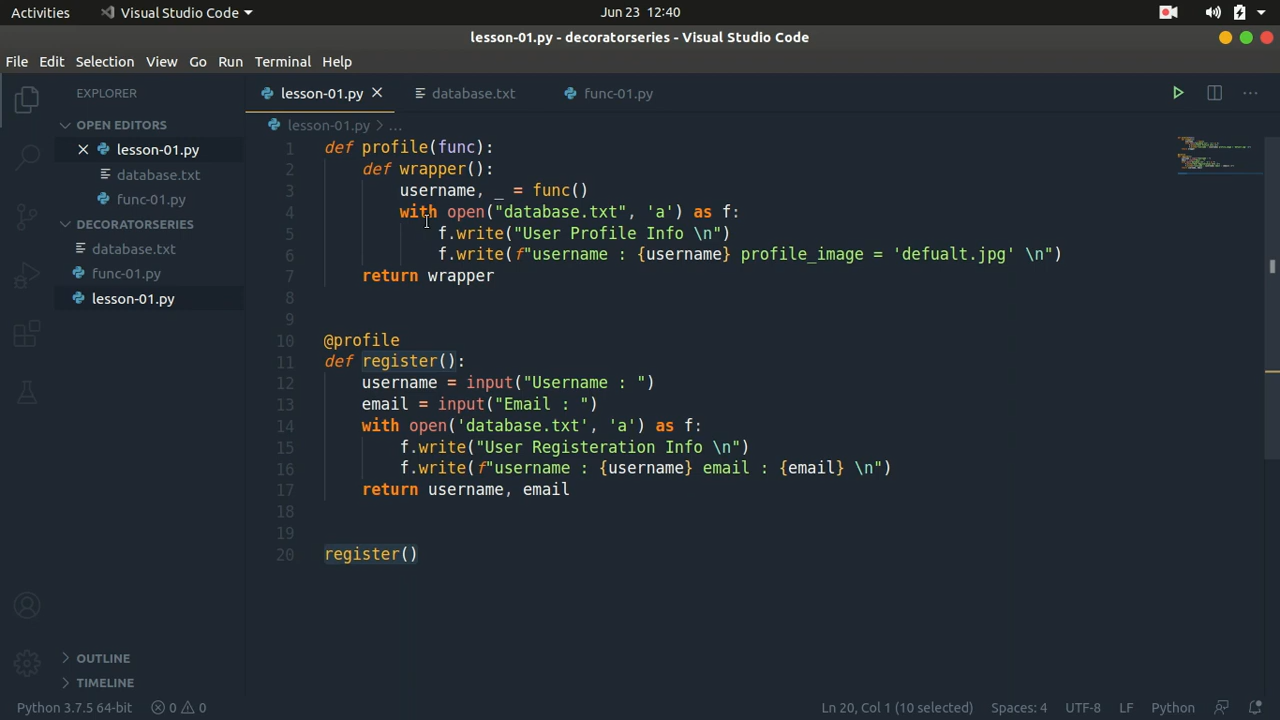 Activities Visual Studio Code Jun 23 12:40
lesson-01.py - decoratorseries - Visual Studio Code
File Edit Selection View Go Run Terminal Help
EXPLORER
OPEN EDITORS
lesson-01.py
database.txt
func-01.py
DECORATORSERIES
database.txt
func-01.py
lesson-01.py
OUTLINE
TIMELINE
lesson-01.py database.txt func-01.py
lesson-01.py > ...
1 def profile(func):
2 def wrapper():
3 username, _ = func()
4 with open("database.txt", 'a') as f:
5 f.write("User Profile Info \n")
6 f.write(f"username : {username} profile_image = 'defualt.jpg' \n")
7 return wrapper
8
9
10 @profile
11 def register():
12 username = input("Username : ")
13 email = input("Email : ")
14 with open('database.txt', 'a') as f:
15 f.write("User Registeration Info \n")
16 f.write(f"username : {username} email : {email} \n")
17 return username, email
18
19
20 register()
Python 3.7.5 64-bit 0 0 Ln 20, Col 1 (10 selected) Spaces: 4 UTF-8 LF Python